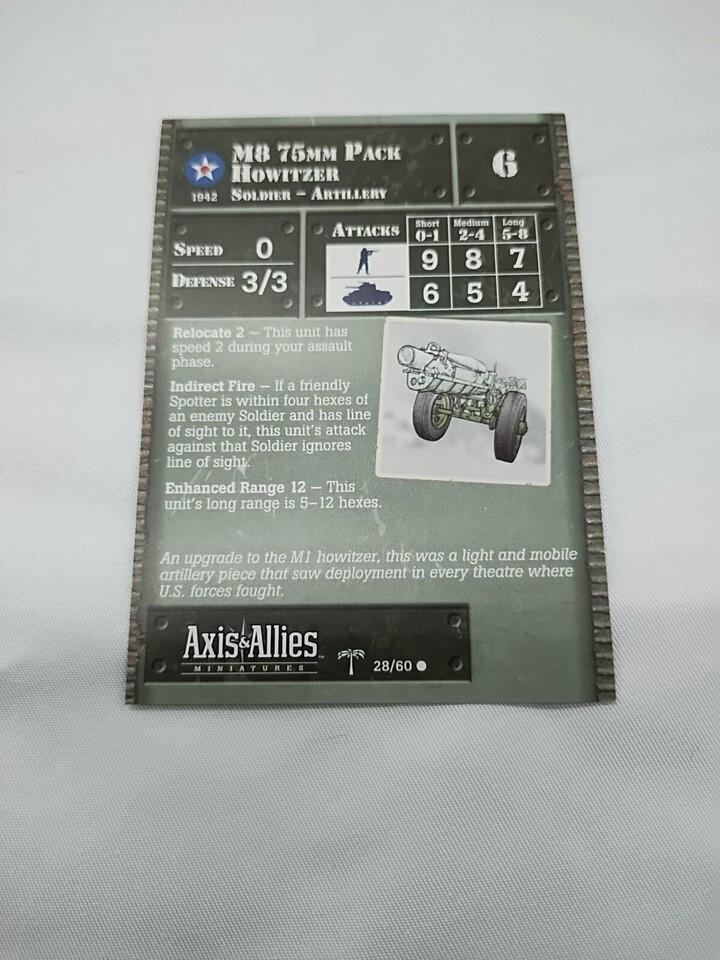 M8 75mm Pack
Howitzer
Soldier – Artillery
6
1942
Speed 0
Defense 3/3
Attacks
Short 0-1
Medium 2-4
Long 5-8
9 8 7
6 5 4
Relocate 2 — This unit has
speed 2 during your assault
phase.
Indirect Fire — If a friendly
Spotter is within four hexes of
an enemy Soldier and has line
of sight to it, this unit's attack
against that Soldier ignores
line of sight.
Enhanced Range 12 — This
unit's long range is 5–12 hexes.
An upgrade to the M1 howitzer, this was a light and mobile
artillery piece that saw deployment in every theatre where
U.S. forces fought.
Axis & Allies™
MINIATURES
28/60